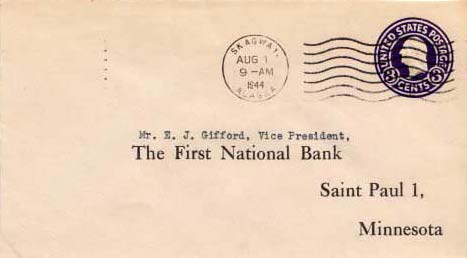 SKAGWAY,
AUG 1
9-AM
1944
ALASKA
UNITED STATES POSTAGE
3 CENTS 3
Mr. E. J. Gifford, Vice President,
The First National Bank
Saint Paul 1,
Minnesota